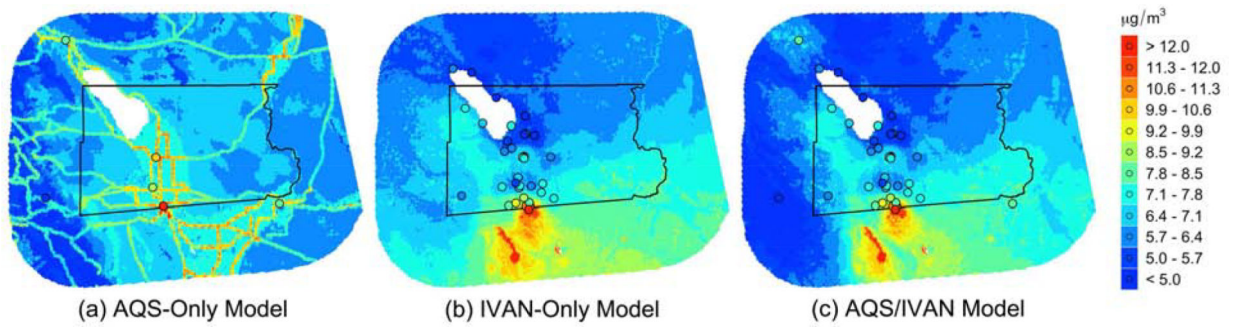 μg/m³
> 12.0
11.3 - 12.0
10.6 - 11.3
9.9 - 10.6
9.2 - 9.9
8.5 - 9.2
7.8 - 8.5
7.1 - 7.8
6.4 - 7.1
5.7 - 6.4
5.0 - 5.7
< 5.0
(a) AQS-Only Model
(b) IVAN-Only Model
(c) AQS/IVAN Model